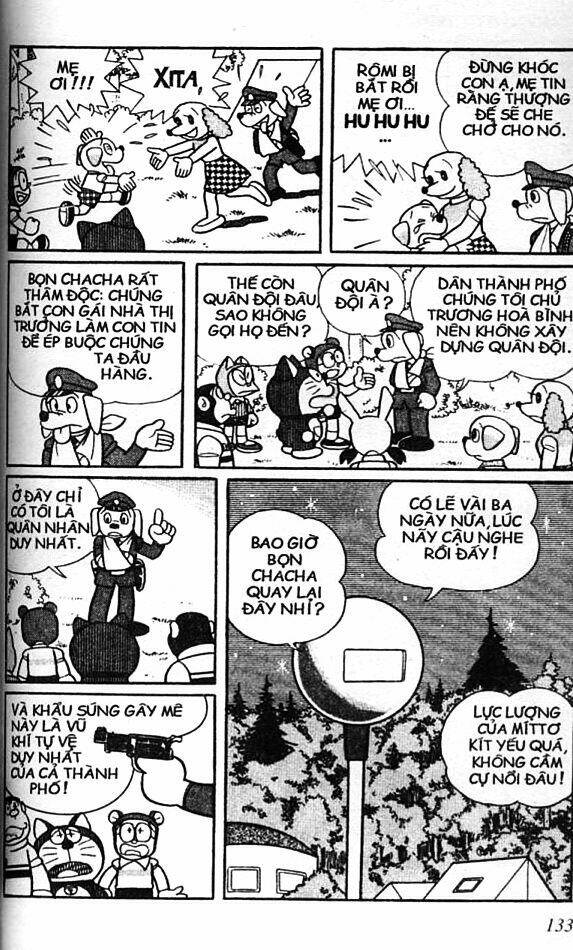 MẸ
ƠI!!!
XITA,
RÔMI BỊ
BẮT RỒI
MẸ ƠI...
HU HU HU
...
ĐỪNG KHÓC
CON Ạ, MẸ TIN
RẰNG THƯỢNG
ĐẾ SẼ CHE
CHỞ CHO NÓ.
BỌN CHACHA RẤT
THÂM ĐỘC: CHÚNG
BẮT CON GÁI NHÀ THỊ
TRƯỞNG LÀM CON TIN
ĐỂ ÉP BUỘC CHÚNG
TA ĐẦU
HÀNG.
THẾ CÒN
QUÂN ĐỘI ĐÂU,
SAO KHÔNG
GỌI HỌ ĐẾN?
QUÂN
ĐỘI À?
DÂN THÀNH PHỐ
CHÚNG TÔI CHỦ
TRƯƠNG HOÀ BÌNH
NÊN KHÔNG XÂY
DỰNG QUÂN ĐỘI.
Ở ĐÂY CHỈ
CÓ TÔI LÀ
QUÂN NHÂN
DUY NHẤT.
VÀ KHẨU SÚNG GÂY MÊ
NÀY LÀ VŨ
KHÍ TỰ VỆ
DUY NHẤT
CỦA CẢ THÀNH
PHỐ!
BAO GIỜ
BỌN
CHACHA
QUAY LẠI
ĐÂY NHỈ?
CÓ LẼ VÀI BA
NGÀY NỮA, LÚC
NÃY CẬU NGHE
RỒI ĐẤY!
LỰC LƯỢNG
CỦA MÍTTƠ
KÍT YẾU QUÁ,
KHÔNG CẦM
CỰ NỔI ĐÂU!
133